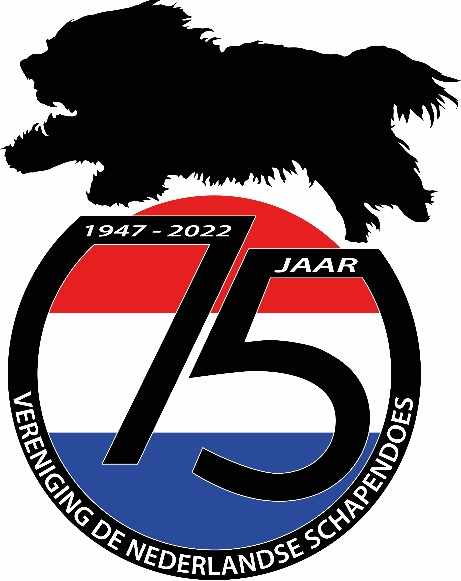 1947 - 2022
75
JAAR
VERENIGING DE NEDERLANDSE SCHAPENDOES